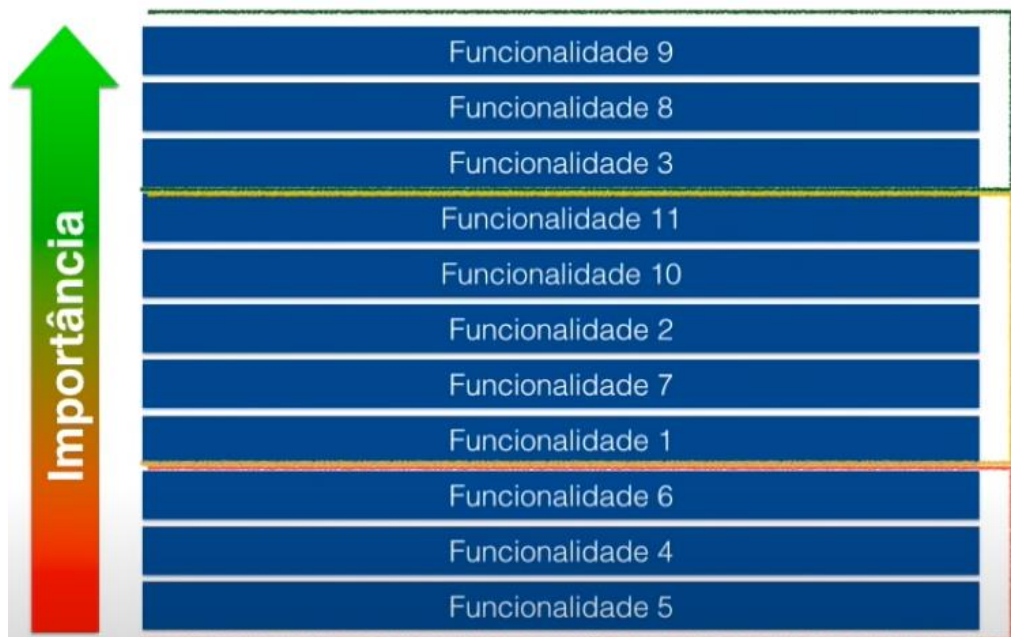 Importância
Funcionalidade 9
Funcionalidade 8
Funcionalidade 3
Funcionalidade 11
Funcionalidade 10
Funcionalidade 2
Funcionalidade 7
Funcionalidade 1
Funcionalidade 6
Funcionalidade 4
Funcionalidade 5